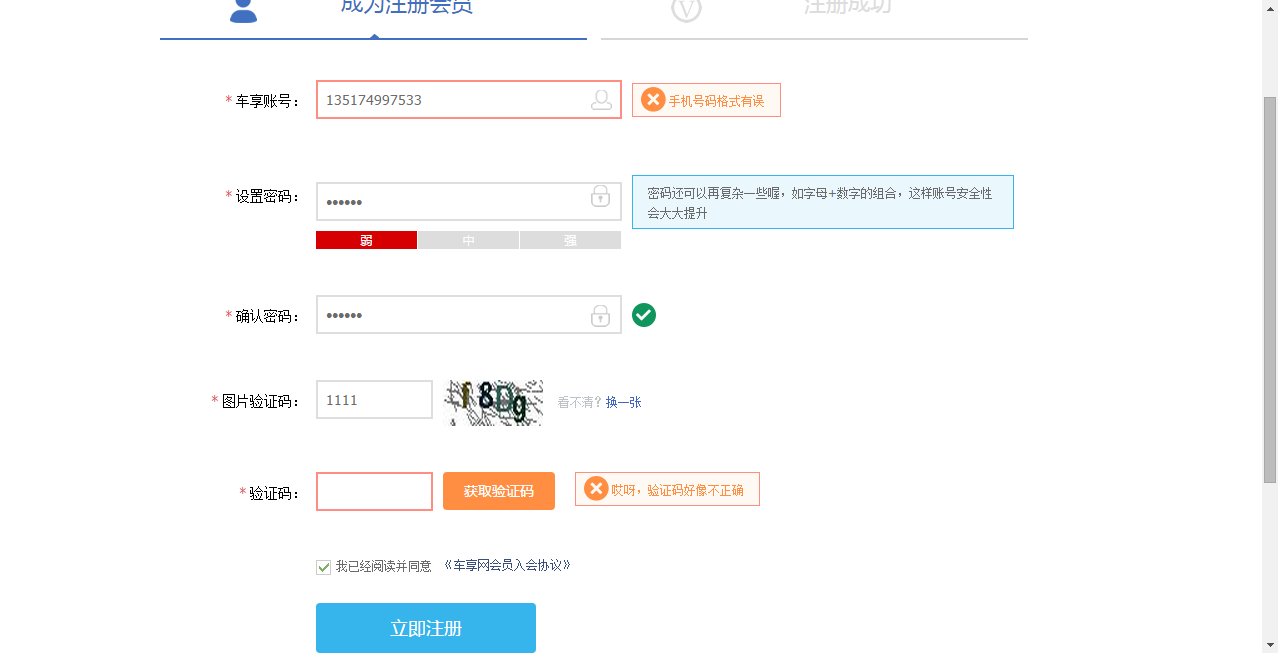 成为注册会员
注册成功
*车享账号：
135174997533
手机号码格式有误
*设置密码：
••••••
密码还可以再复杂一些喔，如字母+数字的组合，这样账号安全性
会大大提升
弱 中 强
*确认密码：
••••••
*图片验证码：
1111
f8Dg
看不清？换一张
*验证码：
获取验证码
哎呀，验证码好像不正确
我已经阅读并同意 《车享网会员入会协议》
立即注册